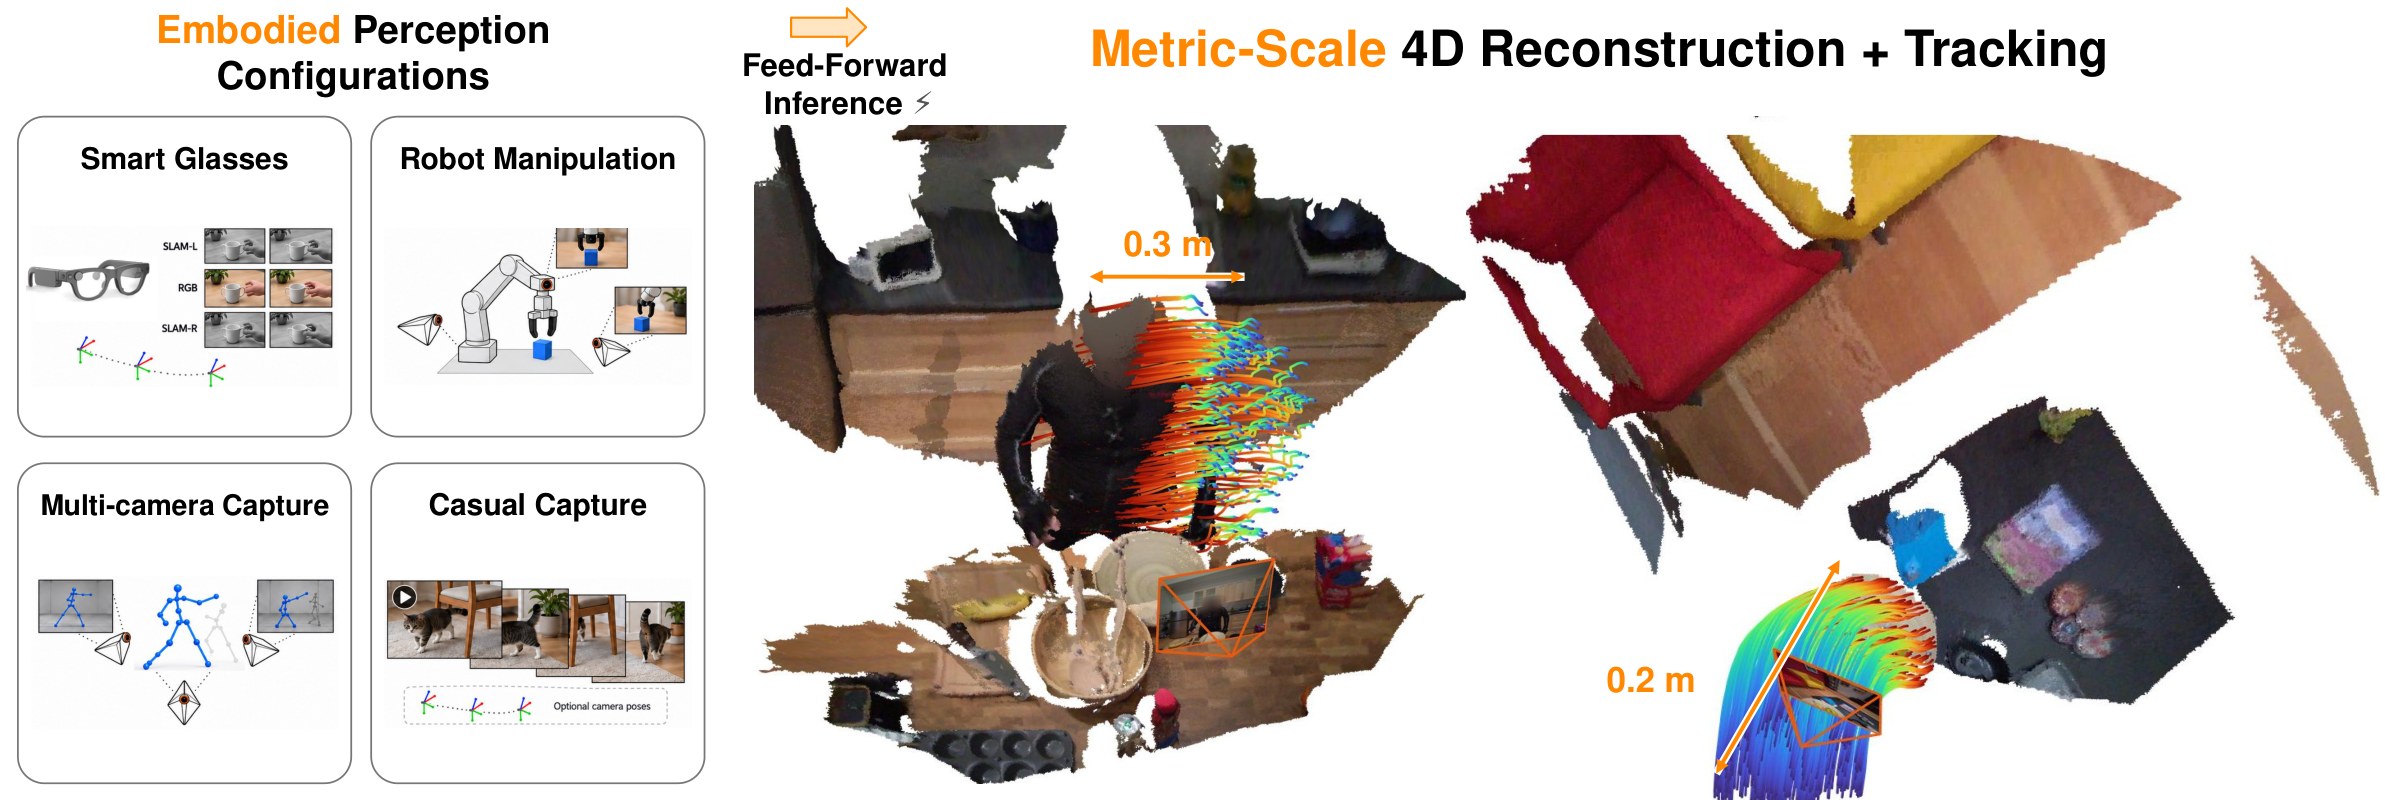 Embodied Perception
Configurations
Feed-Forward
Inference ⚡
Metric-Scale 4D Reconstruction + Tracking
Smart Glasses
SLAM-L
RGB
SLAM-R
Robot Manipulation
Multi-camera Capture
Casual Capture
Optional camera poses
0.3 m
0.2 m